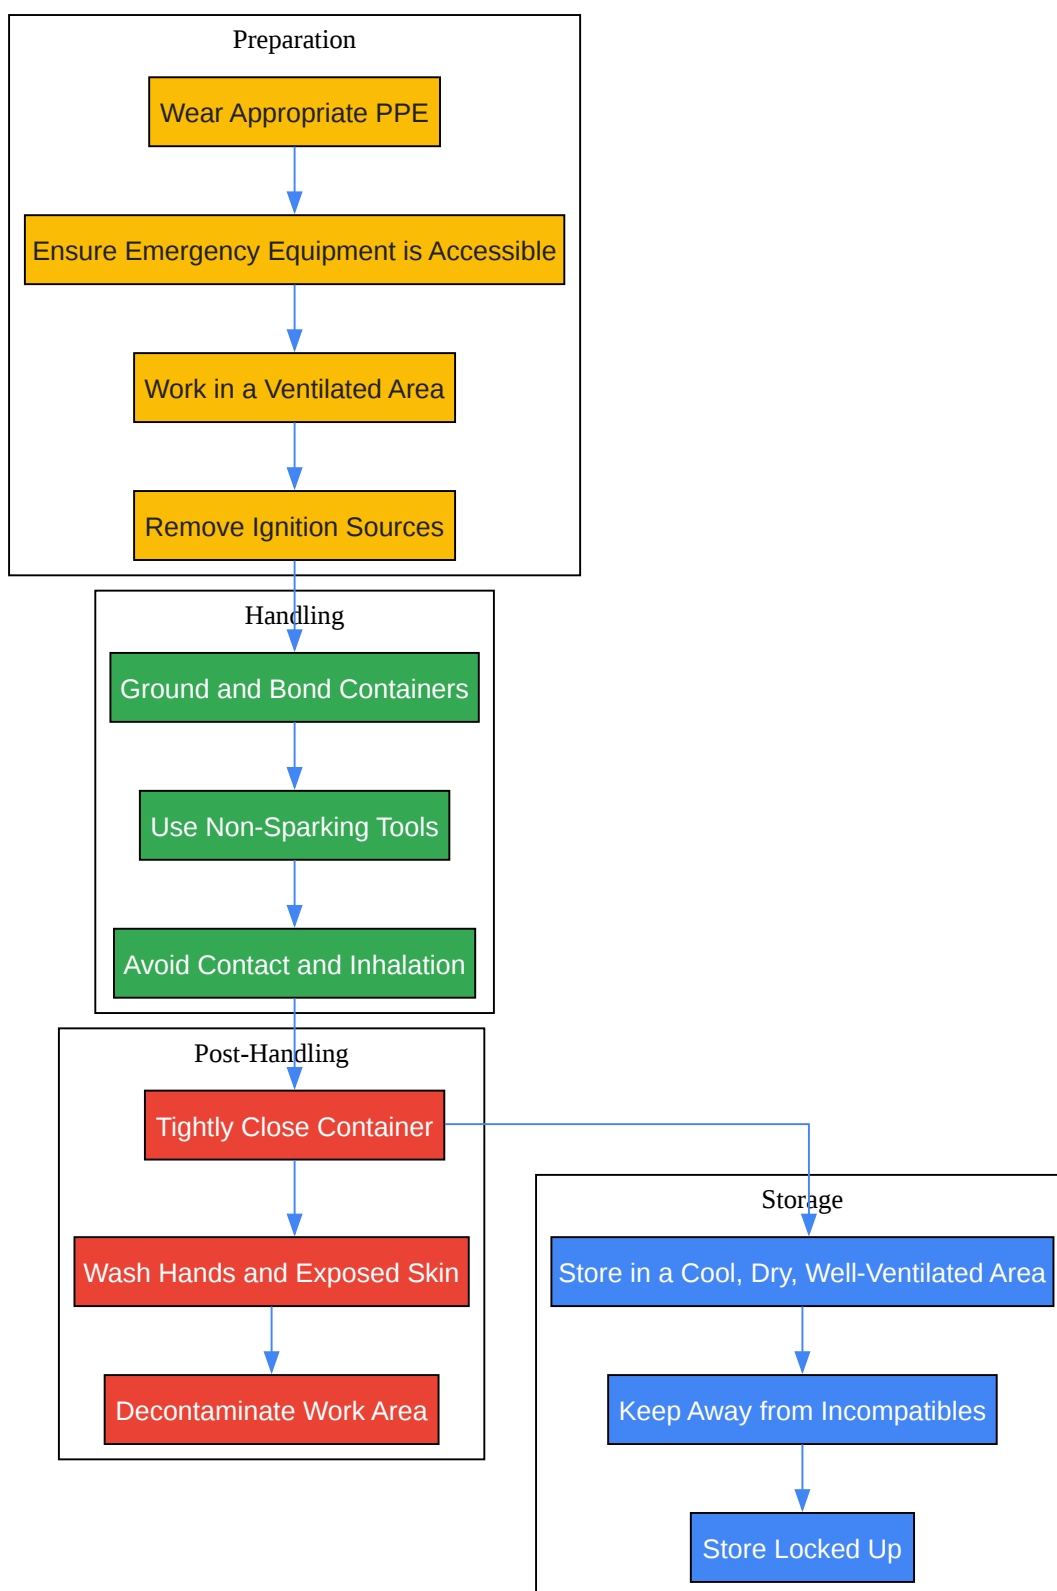 Preparation
Wear Appropriate PPE
Ensure Emergency Equipment is Accessible
Work in a Ventilated Area
Remove Ignition Sources
Handling
Ground and Bond Containers
Use Non-Sparking Tools
Avoid Contact and Inhalation
Post-Handling
Tightly Close Container
Wash Hands and Exposed Skin
Decontaminate Work Area
Storage
Store in a Cool, Dry, Well-Ventilated Area
Keep Away from Incompatibles
Store Locked Up